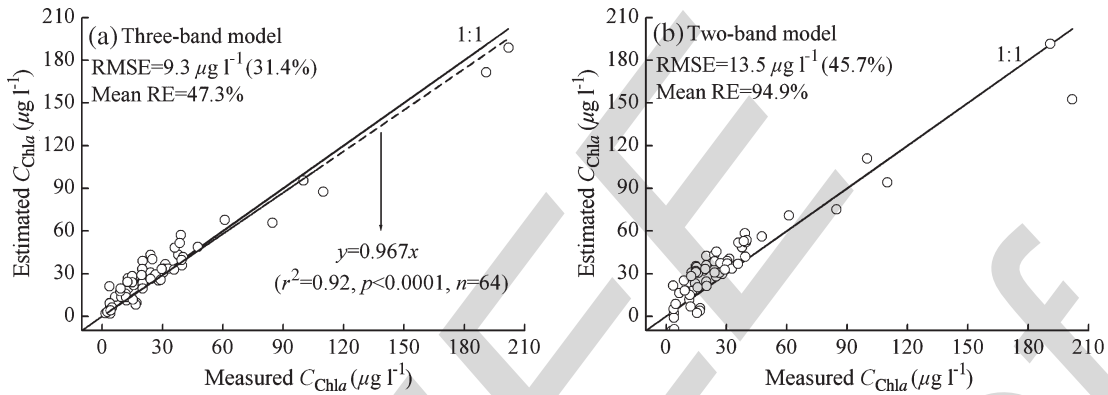 (a) Three-band model
RMSE=9.3 µg l⁻¹ (31.4%)
Mean RE=47.3%
1:1
y=0.967x
(r²=0.92, p<0.0001, n=64)
Estimated C_Chla (µg l⁻¹)
210
180
150
120
90
60
30
0
0 30 60 90 120 150 180 210
Measured C_Chla (µg l⁻¹)
(b) Two-band model
RMSE=13.5 µg l⁻¹ (45.7%)
Mean RE=94.9%
1:1
Estimated C_Chla (µg l⁻¹)
210
180
150
120
90
60
30
0
0 30 60 90 120 150 180 210
Measured C_Chla (µg l⁻¹)